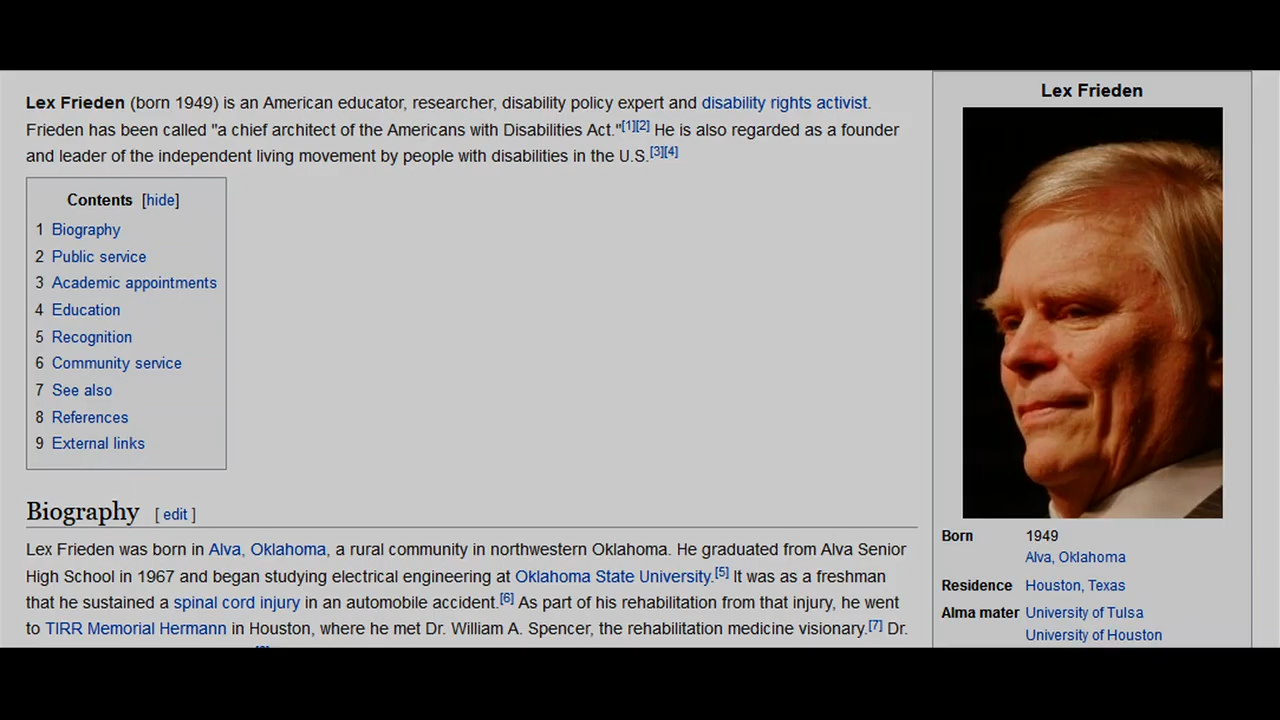 Lex Frieden (born 1949) is an American educator, researcher, disability policy expert and disability rights activist.
Frieden has been called "a chief architect of the Americans with Disabilities Act."[1][2] He is also regarded as a founder
and leader of the independent living movement by people with disabilities in the U.S.[3][4]
Contents [hide]
1 Biography
2 Public service
3 Academic appointments
4 Education
5 Recognition
6 Community service
7 See also
8 References
9 External links
Biography [ edit ]
Lex Frieden was born in Alva, Oklahoma, a rural community in northwestern Oklahoma. He graduated from Alva Senior
High School in 1967 and began studying electrical engineering at Oklahoma State University.[5] It was as a freshman
that he sustained a spinal cord injury in an automobile accident.[6] As part of his rehabilitation from that injury, he went
to TIRR Memorial Hermann in Houston, where he met Dr. William A. Spencer, the rehabilitation medicine visionary.[7] Dr.
Lex Frieden
Born 1949
Alva, Oklahoma
Residence Houston, Texas
Alma mater University of Tulsa
University of Houston